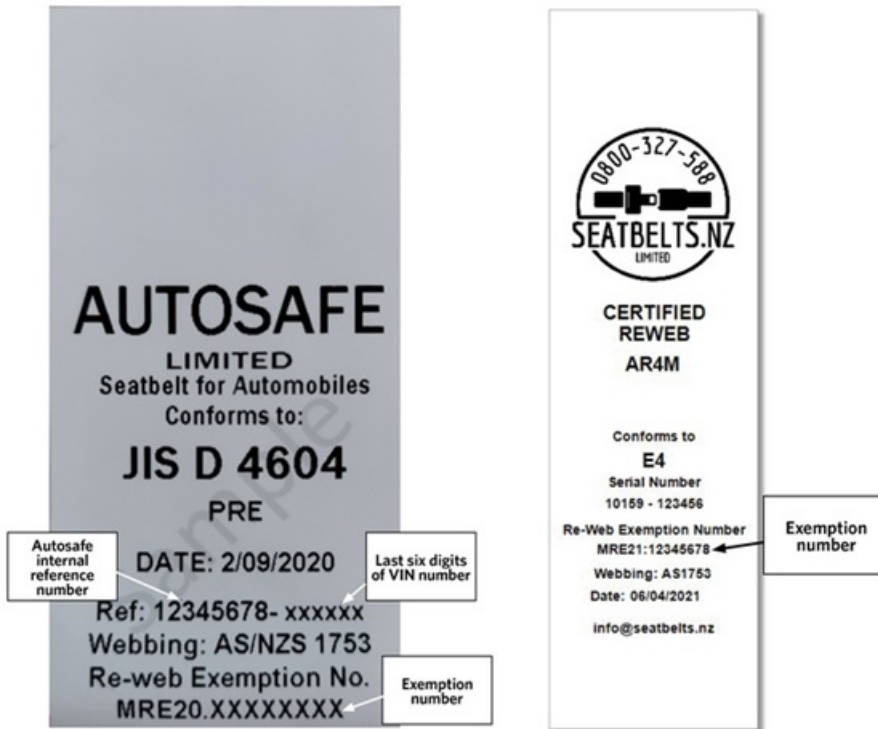 AUTOSAFE
LIMITED
Seatbelt for Automobiles
Conforms to:
JIS D 4604
PRE
DATE: 2/09/2020
Ref: 12345678- xxxxxx
Webbing: AS/NZS 1753
Re-web Exemption No.
MRE20.XXXXXXXX
Sample
Autosafe
internal
reference
number
Last six digits
of VIN number
Exemption
number
0800-327-588
SEATBELTS.NZ
LIMITED
CERTIFIED
REWEB
AR4M
Conforms to
E4
Serial Number
10159 - 123456
Re-Web Exemption Number
MRE21:12345678
Webbing: AS1753
Date: 06/04/2021
info@seatbelts.nz
Exemption
number